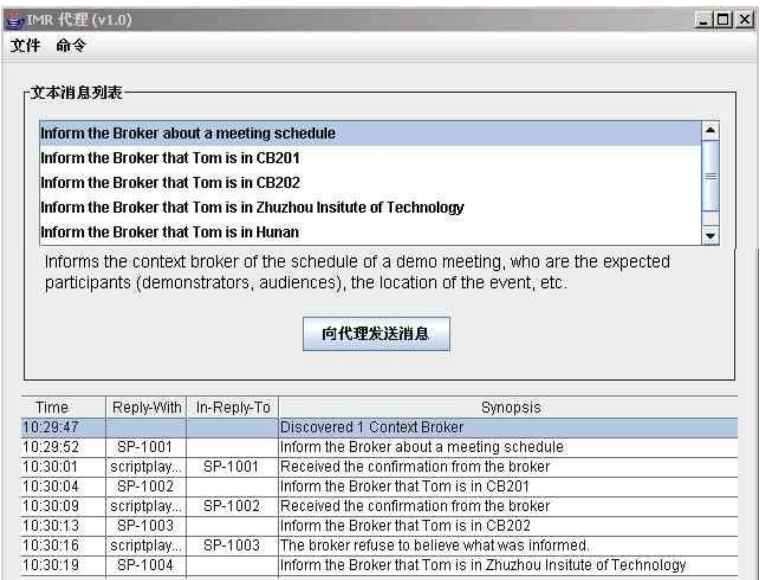 IMR 代理 (v1.0)
文件 命令
文本消息列表
Inform the Broker about a meeting schedule
Inform the Broker that Tom is in CB201
Inform the Broker that Tom is in CB202
Inform the Broker that Tom is in Zhuzhou Insitute of Technology
Inform the Broker that Tom is in Hunan
Informs the context broker of the schedule of a demo meeting, who are the expected
participants (demonstrators, audiences), the location of the event, etc.
向代理发送消息
Time Reply-With In-Reply-To Synopsis
10:29:47 Discovered 1 Context Broker
10:29:52 SP-1001 Inform the Broker about a meeting schedule
10:30:01 scriptplay... SP-1001 Received the confirmation from the broker
10:30:04 SP-1002 Inform the Broker that Tom is in CB201
10:30:09 scriptplay... SP-1002 Received the confirmation from the broker
10:30:13 SP-1003 Inform the Broker that Tom is in CB202
10:30:16 scriptplay... SP-1003 The broker refuse to believe what was informed.
10:30:19 SP-1004 Inform the Broker that Tom is in Zhuzhou Insitute of Technology